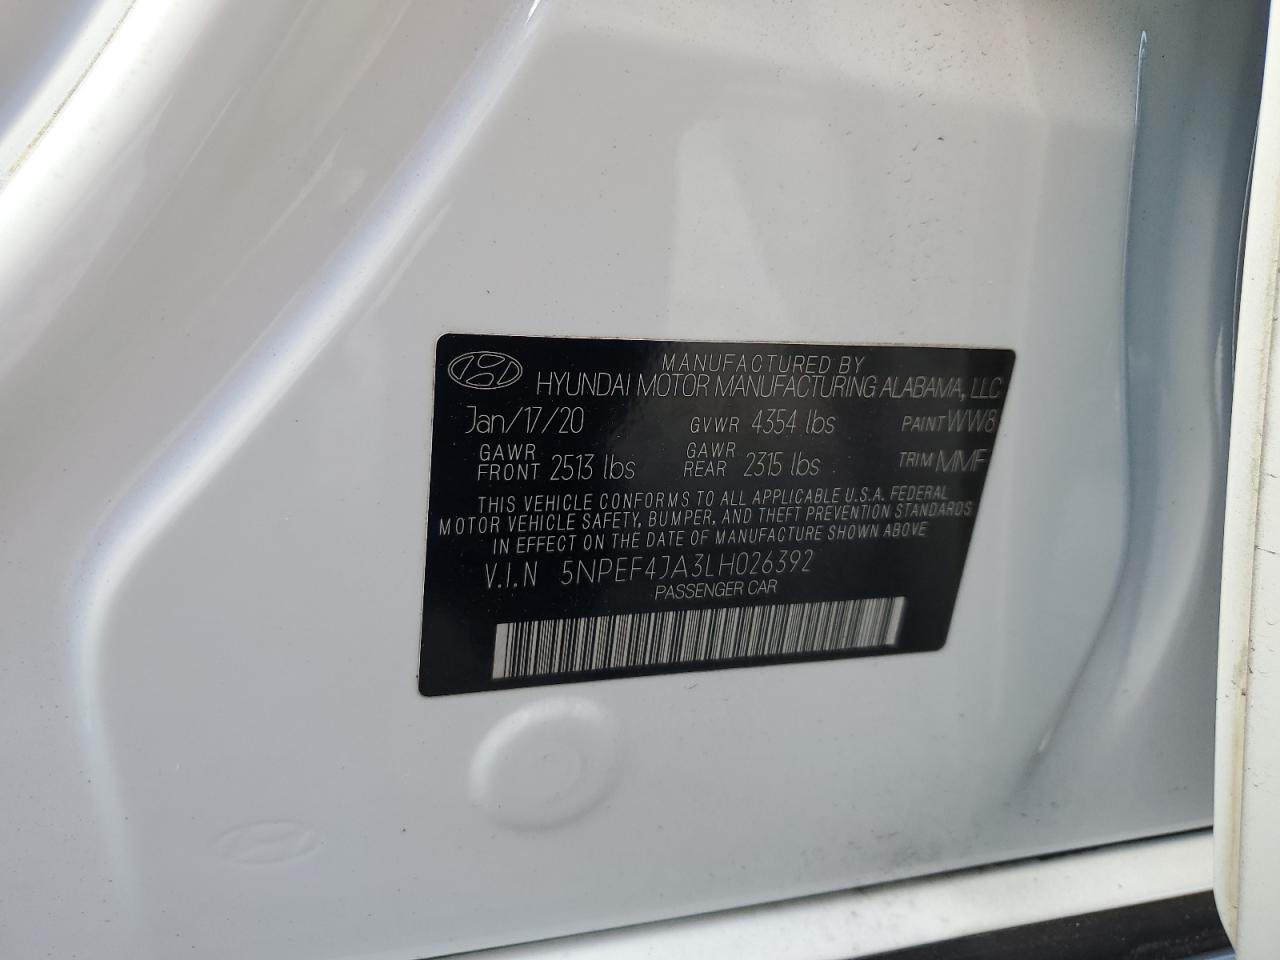 MANUFACTURED BY
HYUNDAI MOTOR MANUFACTURING ALABAMA, LLC
Jan/17/20 GVWR 4354 lbs PAINT WW8
GAWR FRONT 2513 lbs GAWR REAR 2315 lbs TRIM MMF
THIS VEHICLE CONFORMS TO ALL APPLICABLE U.S.A. FEDERAL
MOTOR VEHICLE SAFETY, BUMPER, AND THEFT PREVENTION STANDARDS
IN EFFECT ON THE DATE OF MANUFACTURE SHOWN ABOVE
V.I.N 5NPEF4JA3LH026392
PASSENGER CAR